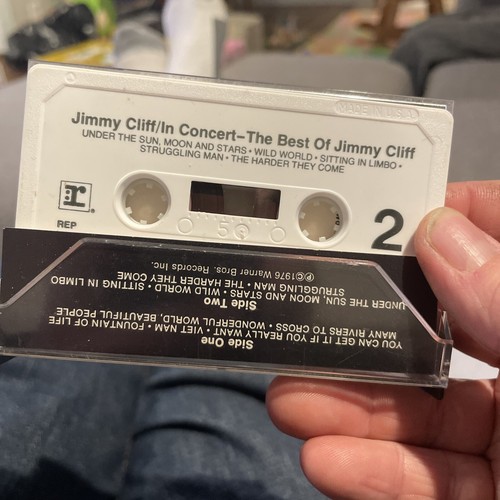 MADE IN U.S.A.
Jimmy Cliff/In Concert–The Best Of Jimmy Cliff
UNDER THE SUN, MOON AND STARS • WILD WORLD • SITTING IN LIMBO •
STRUGGLING MAN • THE HARDER THEY COME
r
REP
50
2
Side One
YOU CAN GET IT IF YOU REALLY WANT • VIET NAM • FOUNTAIN OF LIFE
MANY RIVERS TO CROSS • WONDERFUL WORLD, BEAUTIFUL PEOPLE
Side Two
UNDER THE SUN, MOON AND STARS • WILD WORLD • SITTING IN LIMBO
STRUGGLING MAN • THE HARDER THEY COME
℗©1976 Warner Bros. Records Inc.